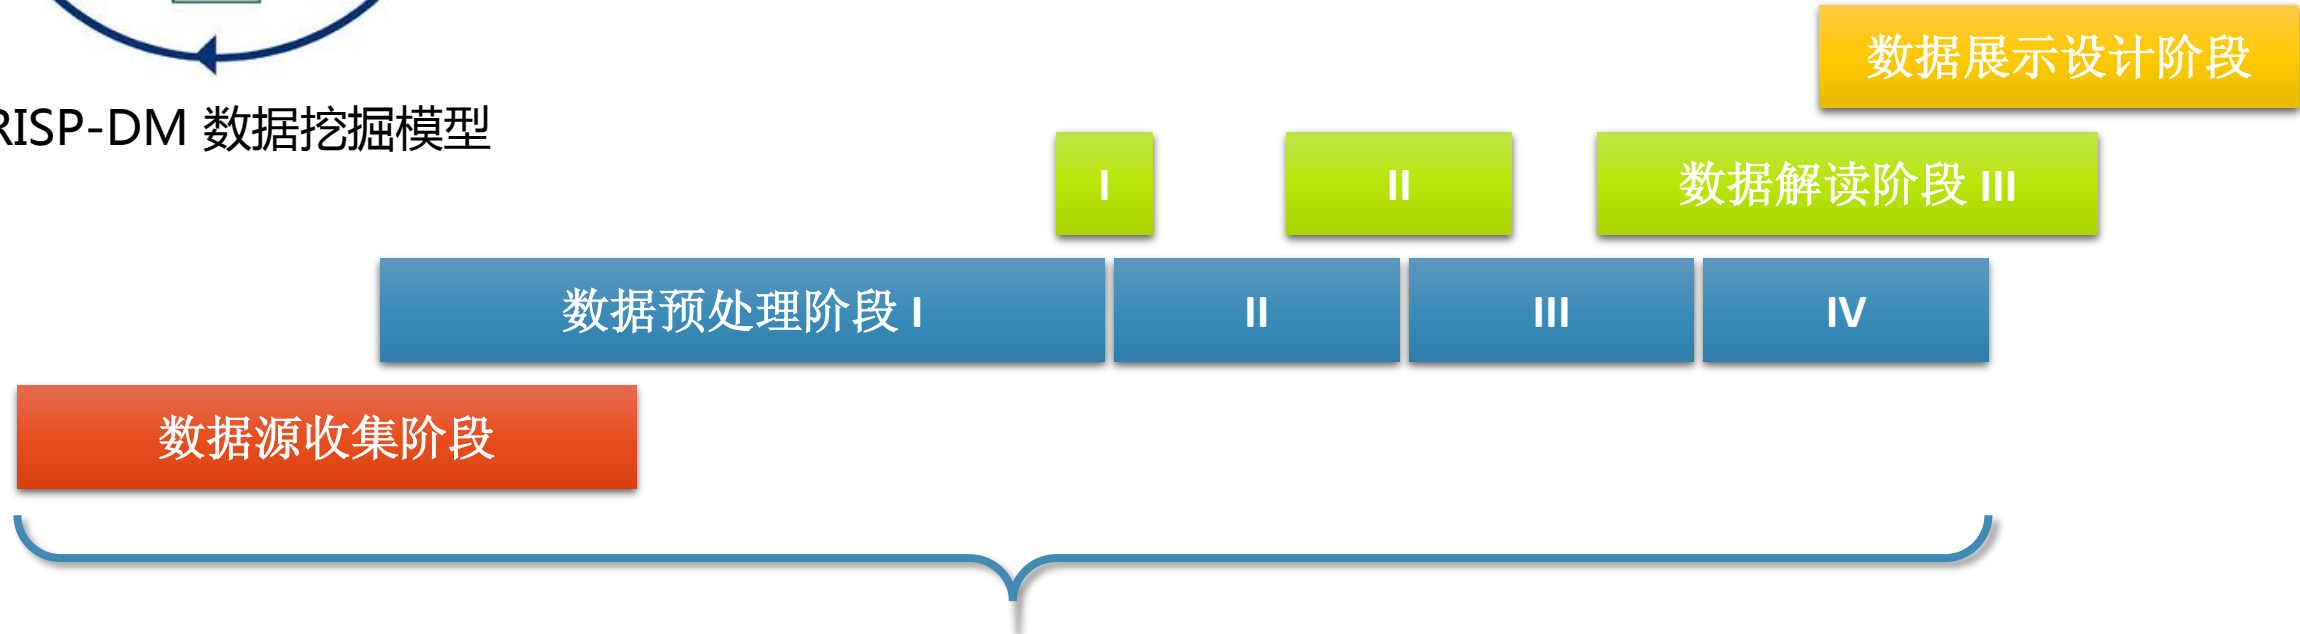 数据展示设计阶段
RISP-DM 数据挖掘模型
I
II
数据解读阶段 III
数据预处理阶段 I
II
III
IV
数据源收集阶段